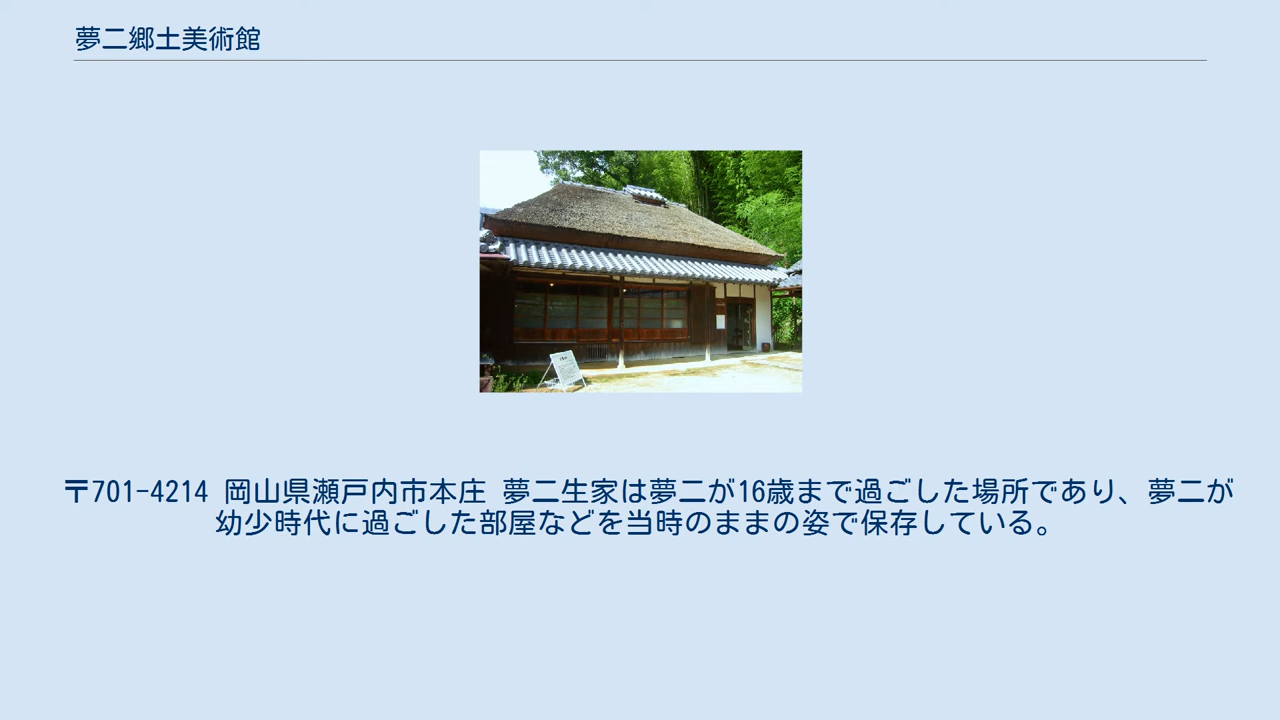 夢二郷土美術館
〒701-4214 岡山県瀬戸内市本庄 夢二生家は夢二が16歳まで過ごした場所であり、夢二が
幼少時代に過ごした部屋などを当時のままの姿で保存している。